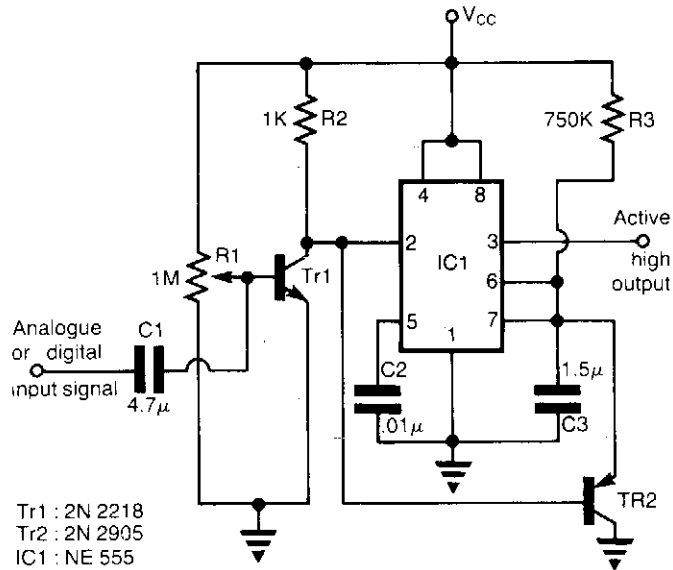 VCC
1K
R2
750K
R3
4
8
R1
1M
Tr1
2
IC1
3
6
7
5
1
Active
high
output
Analogue
or digital
input signal
C1
4.7µ
C2
.01µ
1.5µ
C3
TR2
Tr1 : 2N 2218
Tr2 : 2N 2905
IC1 : NE 555